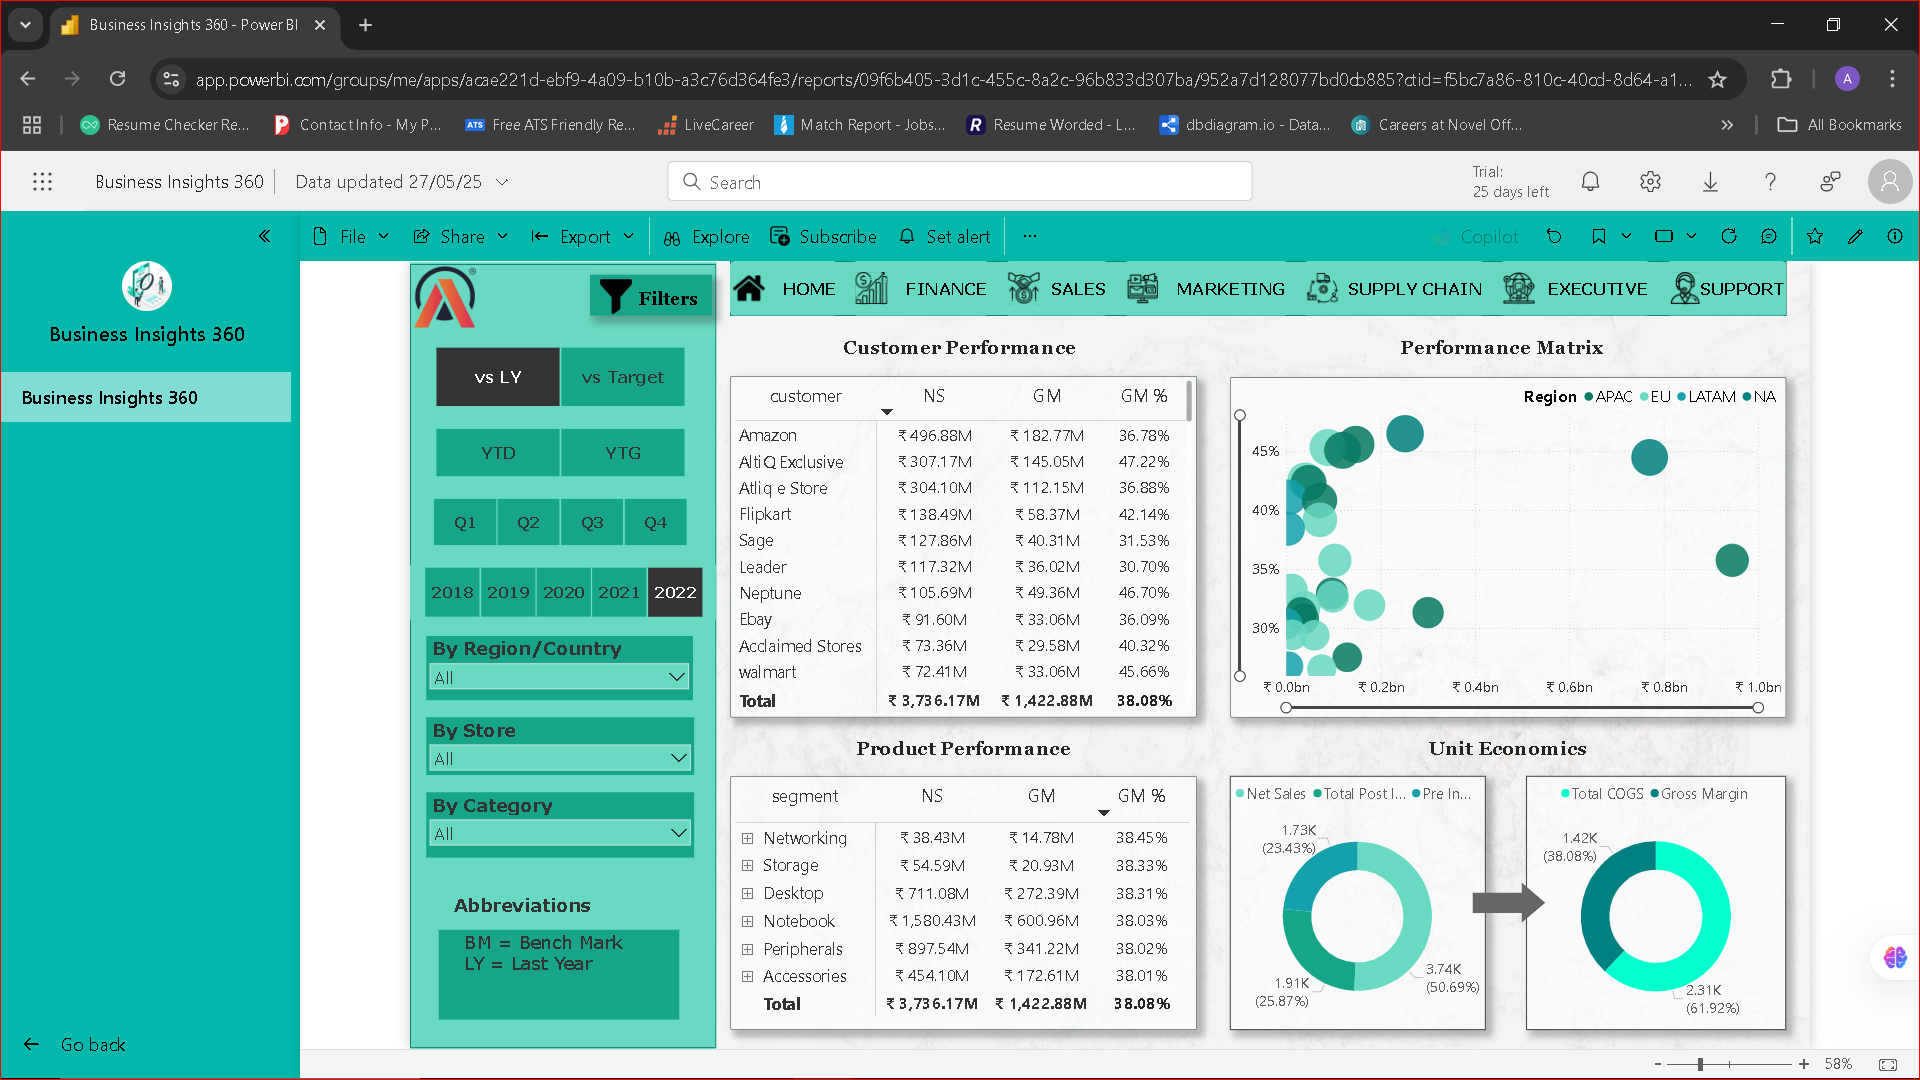 Business Insights 360 - Power BI
app.powerbi.com/groups/me/apps/acae221d-ebf9-4a09-b10b-a3c76d364fe3/reports/09f6b405-3d1c-455c-8a2c-96b833d307ba/952a7d128077bd0cb885?ctid=f5bc7a86-810c-40cd-8d64-a1...
A
Resume Checker Re...
Contact Info - My P...
ATS Free ATS Friendly Re...
LiveCareer
Match Report - Jobs...
R Resume Worded - L...
dbdiagram.io - Data...
Careers at Novel Off...
All Bookmarks
Business Insights 360
Data updated 27/05/25
Search
Trial:
25 days left
File
Share
Export
Explore
Subscribe
Set alert
...
Copilot
Business Insights 360
Business Insights 360
Go back
Filters
vs LY
vs Target
YTD
YTG
Q1 Q2 Q3 Q4
2018 2019 2020 2021 2022
By Region/Country
All
By Store
All
By Category
All
Abbreviations
BM = Bench Mark
LY = Last Year
HOME FINANCE SALES MARKETING SUPPLY CHAIN EXECUTIVE SUPPORT
Customer Performance
customer NS GM GM %
Amazon ₹ 496.88M ₹ 182.77M 36.78%
AltiQ Exclusive ₹ 307.17M ₹ 145.05M 47.22%
Atliq e Store ₹ 304.10M ₹ 112.15M 36.88%
Flipkart ₹ 138.49M ₹ 58.37M 42.14%
Sage ₹ 127.86M ₹ 40.31M 31.53%
Leader ₹ 117.32M ₹ 36.02M 30.70%
Neptune ₹ 105.69M ₹ 49.36M 46.70%
Ebay ₹ 91.60M ₹ 33.06M 36.09%
Acclaimed Stores ₹ 73.36M ₹ 29.58M 40.32%
walmart ₹ 72.41M ₹ 33.06M 45.66%
Total ₹ 3,736.17M ₹ 1,422.88M 38.08%
Performance Matrix
Region APAC EU LATAM NA
45%
40%
35%
30%
₹ 0.0bn ₹ 0.2bn ₹ 0.4bn ₹ 0.6bn ₹ 0.8bn ₹ 1.0bn
Product Performance
segment NS GM GM %
Networking ₹ 38.43M ₹ 14.78M 38.45%
Storage ₹ 54.59M ₹ 20.93M 38.33%
Desktop ₹ 711.08M ₹ 272.39M 38.31%
Notebook ₹ 1,580.43M ₹ 600.96M 38.03%
Peripherals ₹ 897.54M ₹ 341.22M 38.02%
Accessories ₹ 454.10M ₹ 172.61M 38.01%
Total ₹ 3,736.17M ₹ 1,422.88M 38.08%
Unit Economics
Net Sales Total Post I... Pre In...
1.73K
(23.43%)
1.91K
(25.87%)
3.74K
(50.69%)
Total COGS Gross Margin
1.42K
(38.08%)
2.31K
(61.92%)
- + 58%